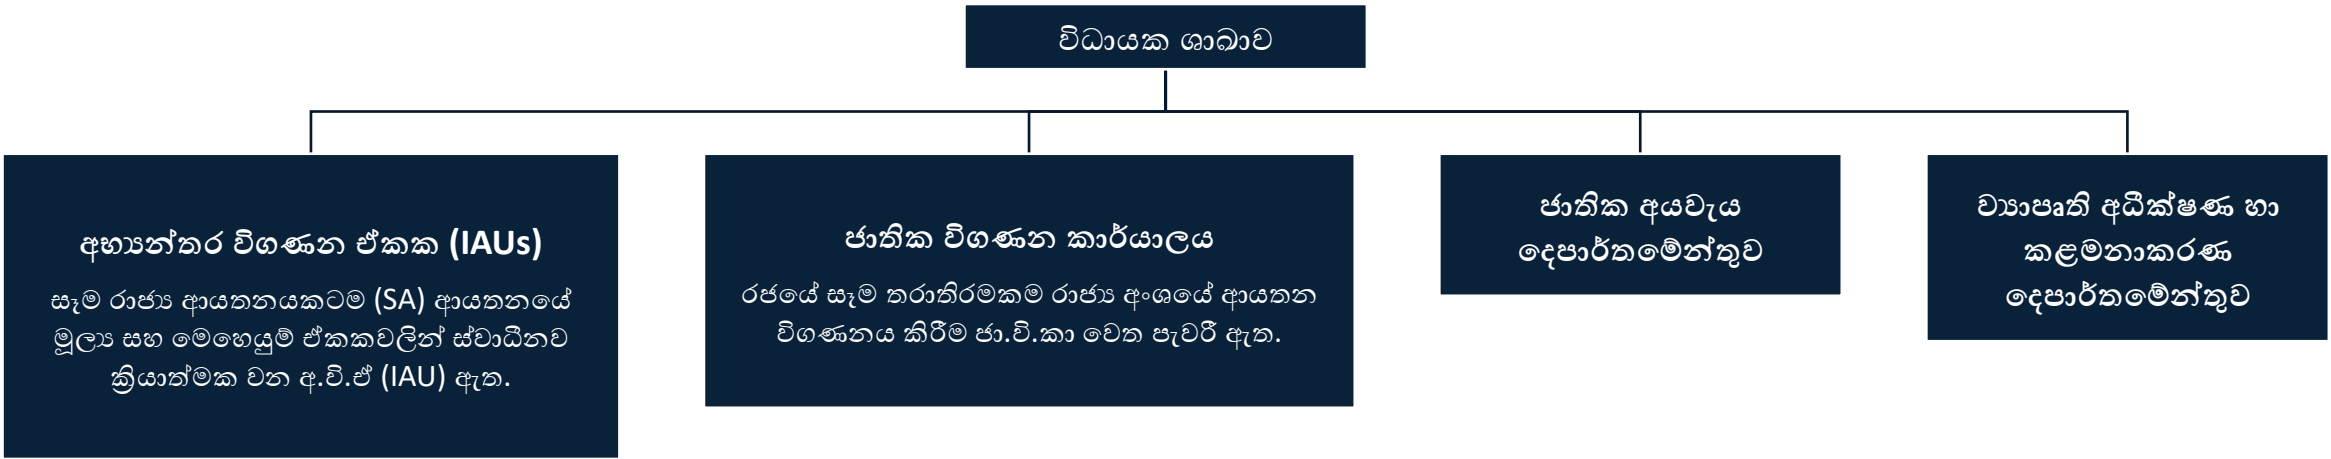 විධායක ශාඛාව
අභ්‍යන්තර විගණන ඒකක (IAUs)
සෑම රාජ්‍ය ආයතනයකටම (SA) ආයතනයේ
මූල්‍ය සහ මෙහෙයුම් ඒකකවලින් ස්වාධීනව
ක්‍රියාත්මක වන අ.වි.ඒ (IAU) ඇත.
ජාතික විගණන කාර්යාලය
රජයේ සෑම තරාතිරමකම රාජ්‍ය අංශයේ ආයතන
විගණනය කිරීම ජා.වි.කා වෙත පැවරී ඇත.
ජාතික අයවැය
දෙපාර්තමේන්තුව
ව්‍යාපෘති අධීක්ෂණ හා
කළමනාකරණ
දෙපාර්තමේන්තුව